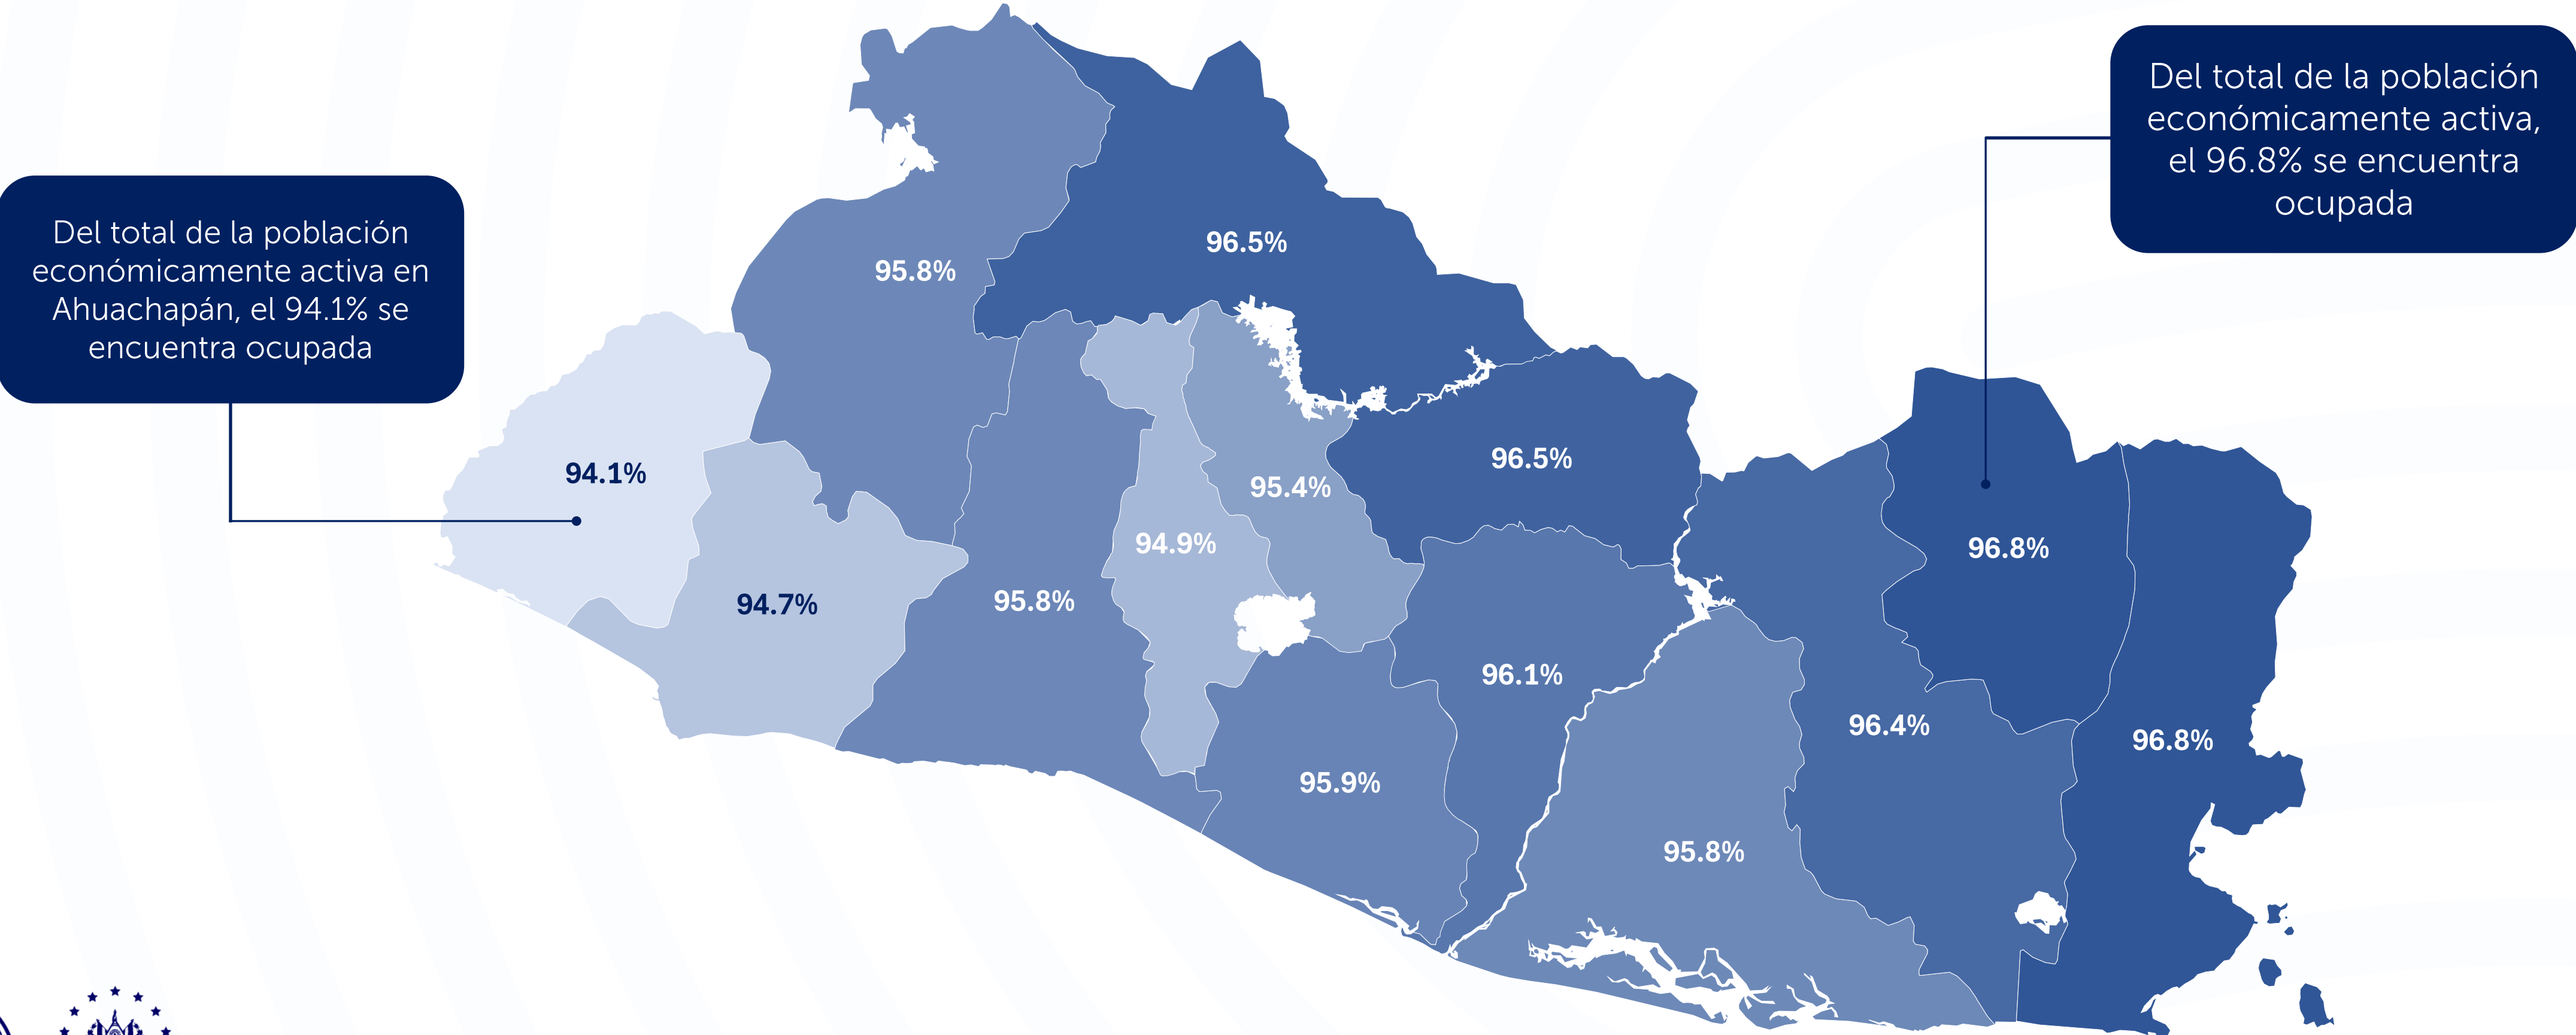 Del total de la población
económicamente activa,
el 96.8% se encuentra
ocupada
Del total de la población
económicamente activa en
Ahuachapán, el 94.1% se
encuentra ocupada
96.5%
95.8%
96.5%
94.1%
95.4%
94.9%
96.8%
94.7%
95.8%
96.1%
96.4%
96.8%
95.9%
95.8%